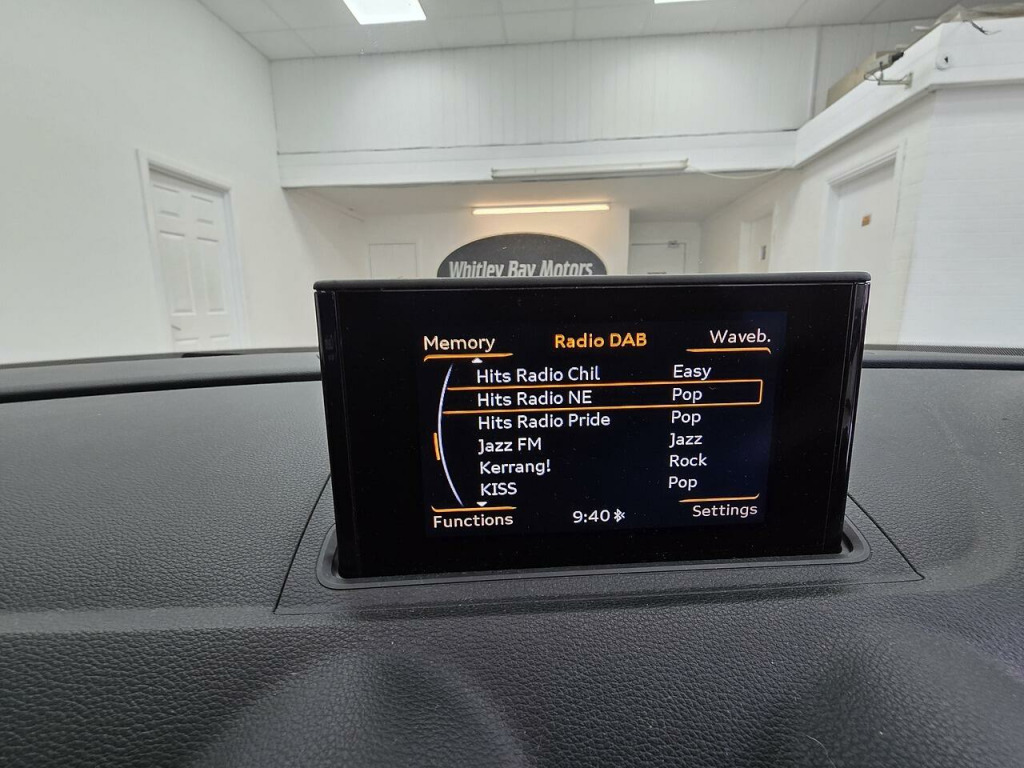 Whitley Bay Motors
Memory Radio DAB Waveb.
Hits Radio Chil Easy
Hits Radio NE Pop
Hits Radio Pride Pop
Jazz FM Jazz
Kerrang! Rock
KISS Pop
Functions 9:40 Settings